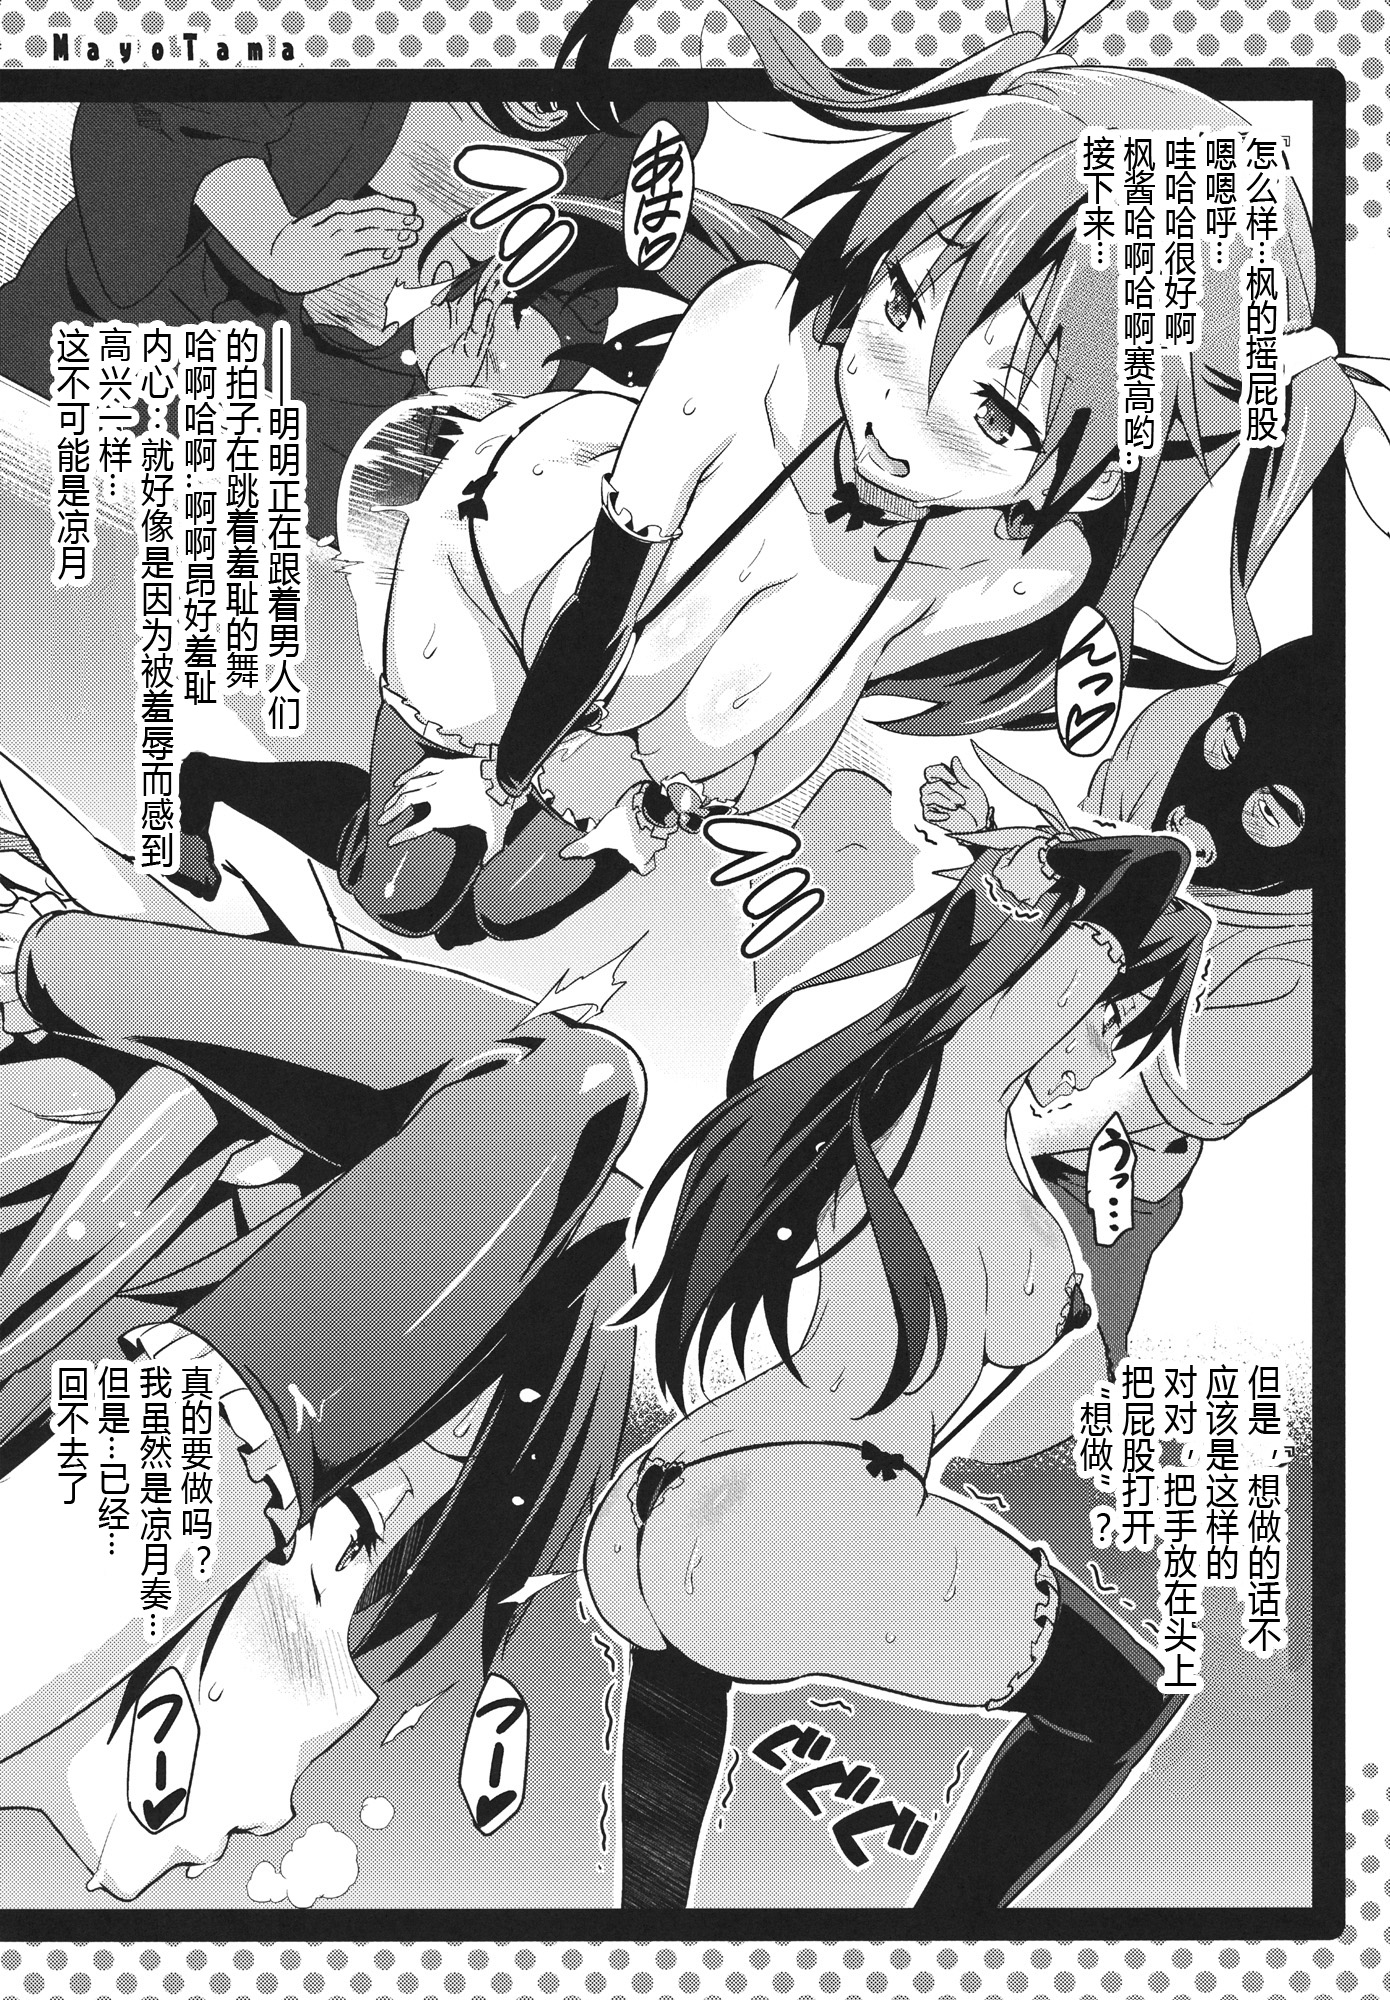 MayoTama
怎么样…枫的摇屁股
嗯嗯呼…
哇哈哈很好啊
枫酱哈啊哈啊赛高哟…
接下来…
あはっ♡
んっ♡
——明明正在跟着男人们
的拍子在跳着羞耻的舞
哈啊哈啊…啊啊昂好羞耻
内心…就好像是因为被羞辱而感到
高兴一样…
这不可能是凉月
うっ…
但是，想做的话不
应该是这样的
对对，把手放在头上
把屁股打开
"想做"？
真的要做吗？
我虽然是凉月奏…
但是…已经…
回不去了
フー♡
フー♡